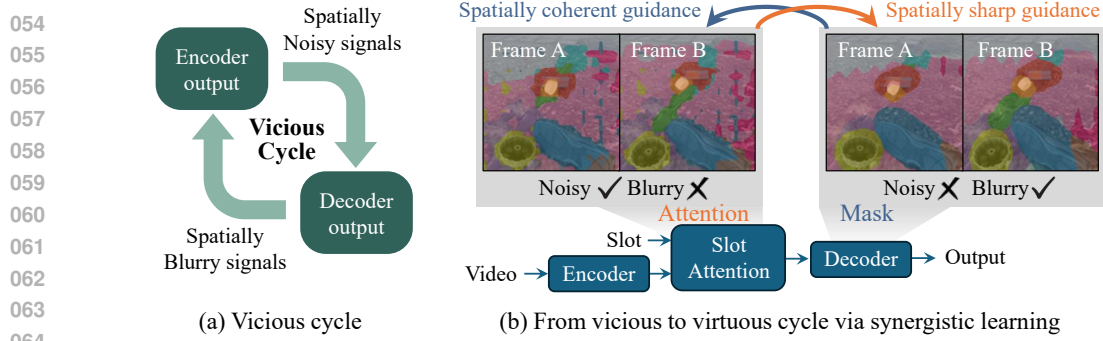 054
055
056
057
058
059
060
061
062
063
Spatially
Noisy signals
Encoder
output
Vicious
Cycle
Decoder
output
Spatially
Blurry signals
(a) Vicious cycle
Spatially coherent guidance
Spatially sharp guidance
Frame A
Frame B
Frame A
Frame B
Noisy ✓ Blurry ✗
Noisy ✗ Blurry ✓
Attention
Mask
Slot
Slot
Attention
Video
Encoder
Decoder
Output
(b) From vicious to virtuous cycle via synergistic learning